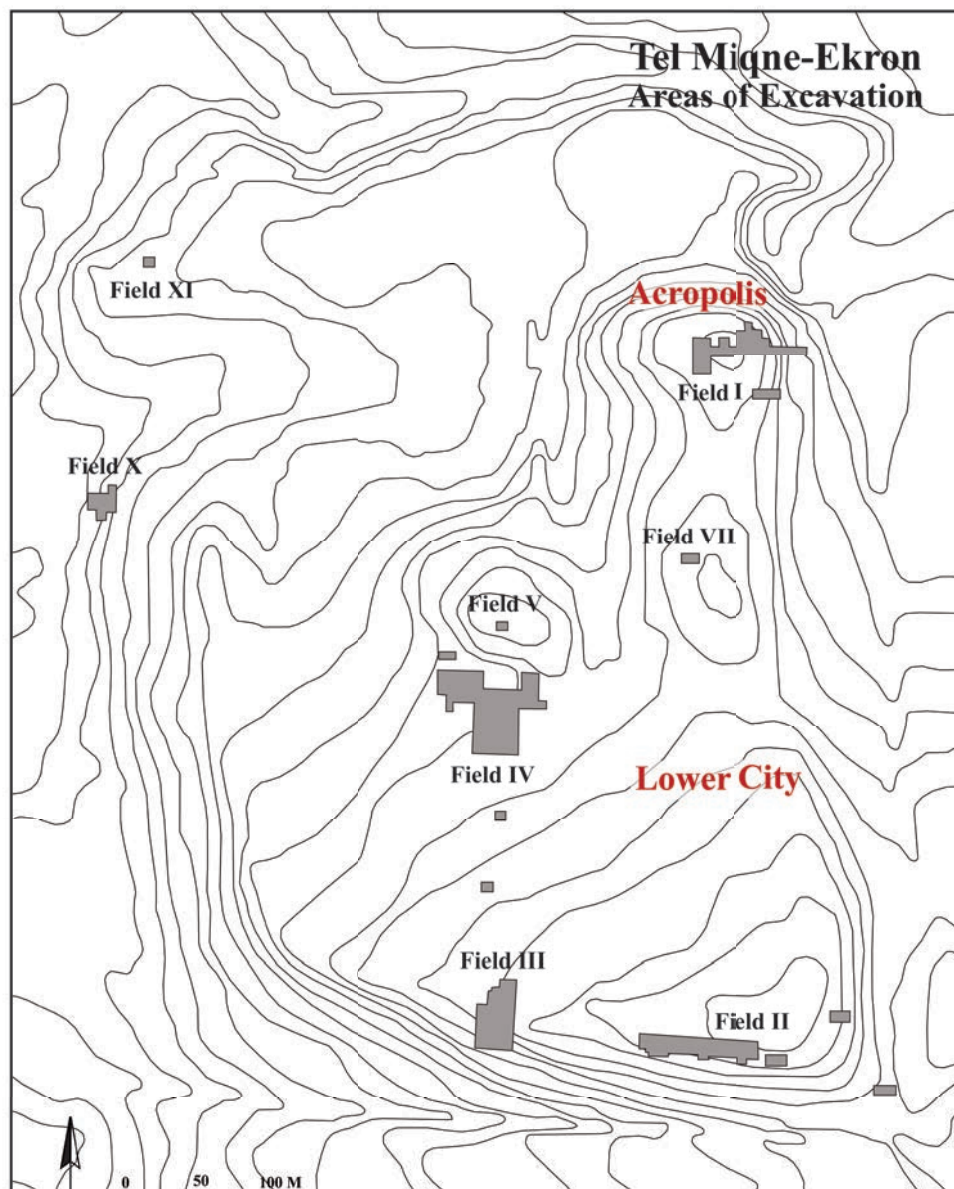 Tel Miqne-Ekron
Areas of Excavation
Field XI
Acropolis
Field I
Field X
Field VII
Field V
Field IV
Lower City
Field III
Field II
0 50 100 M